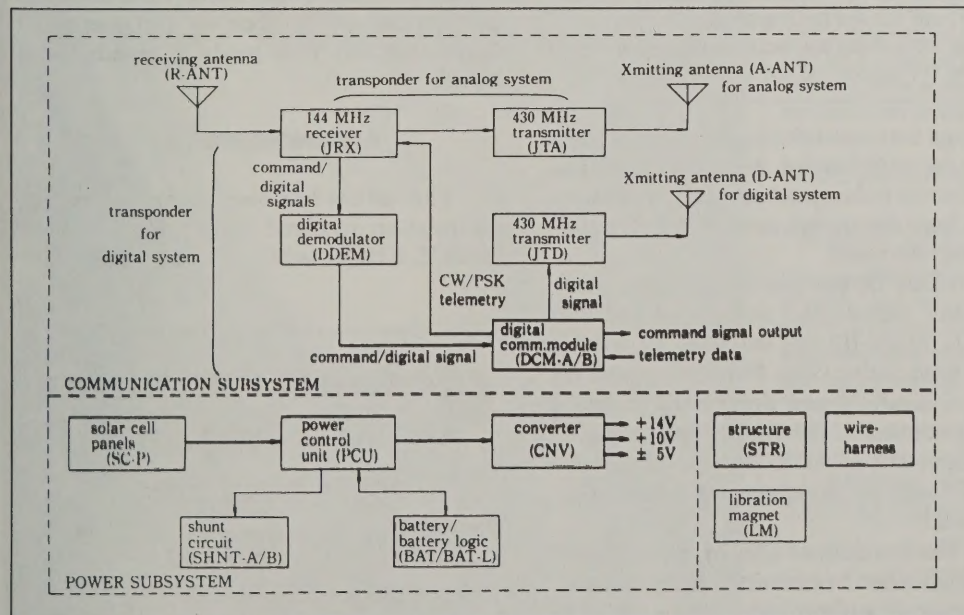 receiving antenna
(R-ANT)
transponder for analog system
Xmitting antenna (A-ANT)
for analog system
144 MHz
receiver
(JRX)
430 MHz
transmitter
(JTA)
command/
digital
signals
Xmitting antenna (D-ANT)
for digital system
transponder
for
digital system
digital
demodulator
(DDEM)
430 MHz
transmitter
(JTD)
CW/PSK
telemetry
digital
signal
command/digital signal
digital
comm.module
(DCM-A/B)
command signal output
telemetry data
COMMUNICATION SUBSYSTEM
solar cell
panels
(SC-P)
power
control
unit (PCU)
converter
(CNV)
+14V
+10V
± 5V
structure
(STR)
wire-
harness
shunt
circuit
(SHNT-A/B)
battery/
battery logic
(BAT/BAT-L)
libration
magnet
(LM)
POWER SUBSYSTEM